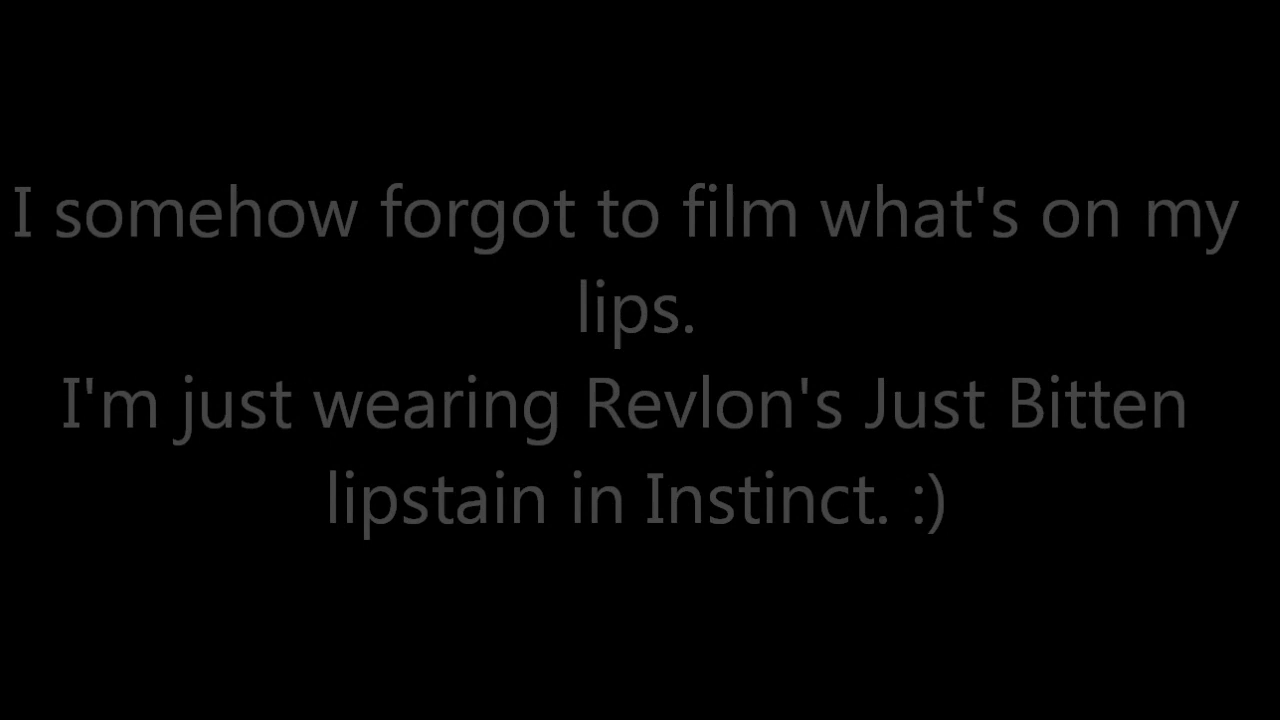 I somehow forgot to film what's on my
lips.
I'm just wearing Revlon's Just Bitten
lipstain in Instinct. :)